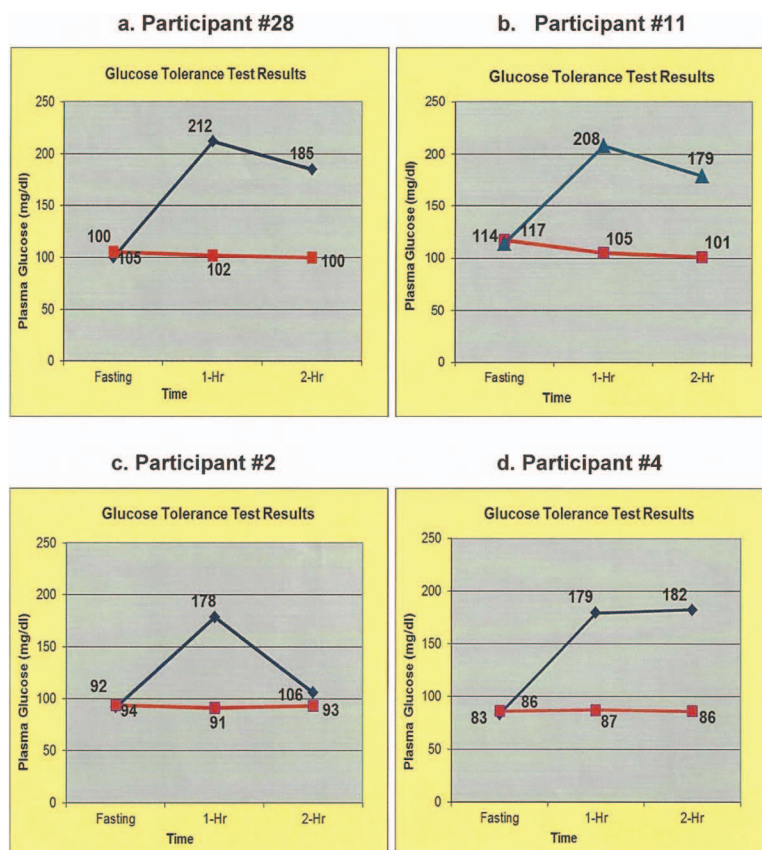 a. Participant #28
Glucose Tolerance Test Results
Plasma Glucose (mg/dl)
250
200
150
100
50
0
212
185
100
105
102
100
Fasting 1-Hr 2-Hr
Time
b. Participant #11
Glucose Tolerance Test Results
Plasma Glucose (mg/dl)
250
200
150
100
50
0
208
179
114 117
105
101
Fasting 1-Hr 2-Hr
Time
c. Participant #2
Glucose Tolerance Test Results
Plasma Glucose (mg/dl)
250
200
150
100
50
0
178
92
94
91
106
93
Fasting 1-Hr 2-Hr
Time
d. Participant #4
Glucose Tolerance Test Results
Plasma Glucose (mg/dl)
250
200
150
100
50
0
179
182
83
86
87
86
Fasting 1-Hr 2-Hr
Time